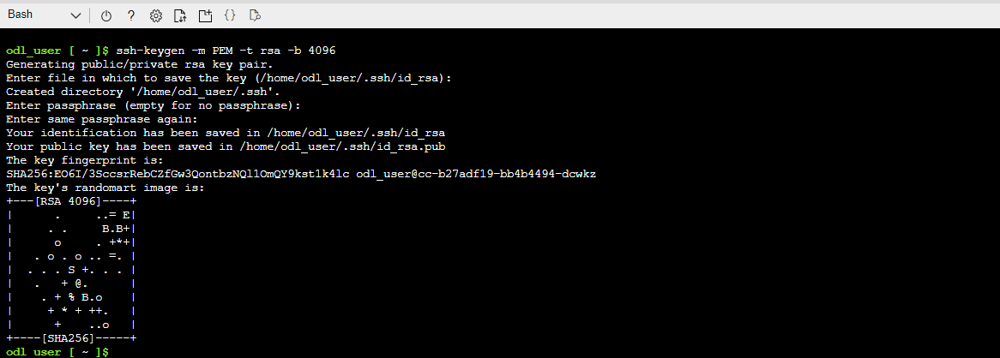 Bash
?
{}
odl_user [ ~ ]$ ssh-keygen -m PEM -t rsa -b 4096
Generating public/private rsa key pair.
Enter file in which to save the key (/home/odl_user/.ssh/id_rsa):
Created directory '/home/odl_user/.ssh'.
Enter passphrase (empty for no passphrase):
Enter same passphrase again:
Your identification has been saved in /home/odl_user/.ssh/id_rsa
Your public key has been saved in /home/odl_user/.ssh/id_rsa.pub
The key fingerprint is:
SHA256:EO6I/3SccsrRebCZfGw3QontbzNQl1OmQY9kst1k4lc odl_user@cc-b27adf19-bb4b4494-dcwkz
The key's randomart image is:
+---[RSA 4096]----+
|      .     ..= E|
|     . .     B.B+|
|      o     . +*+|
|   . o . o .. =. |
|  . . . S +. . . |
|   .   + @.      |
|    . + % B.o    |
|     + * + ++.   |
|      +    ..o   |
+----[SHA256]-----+
odl_user [ ~ ]$